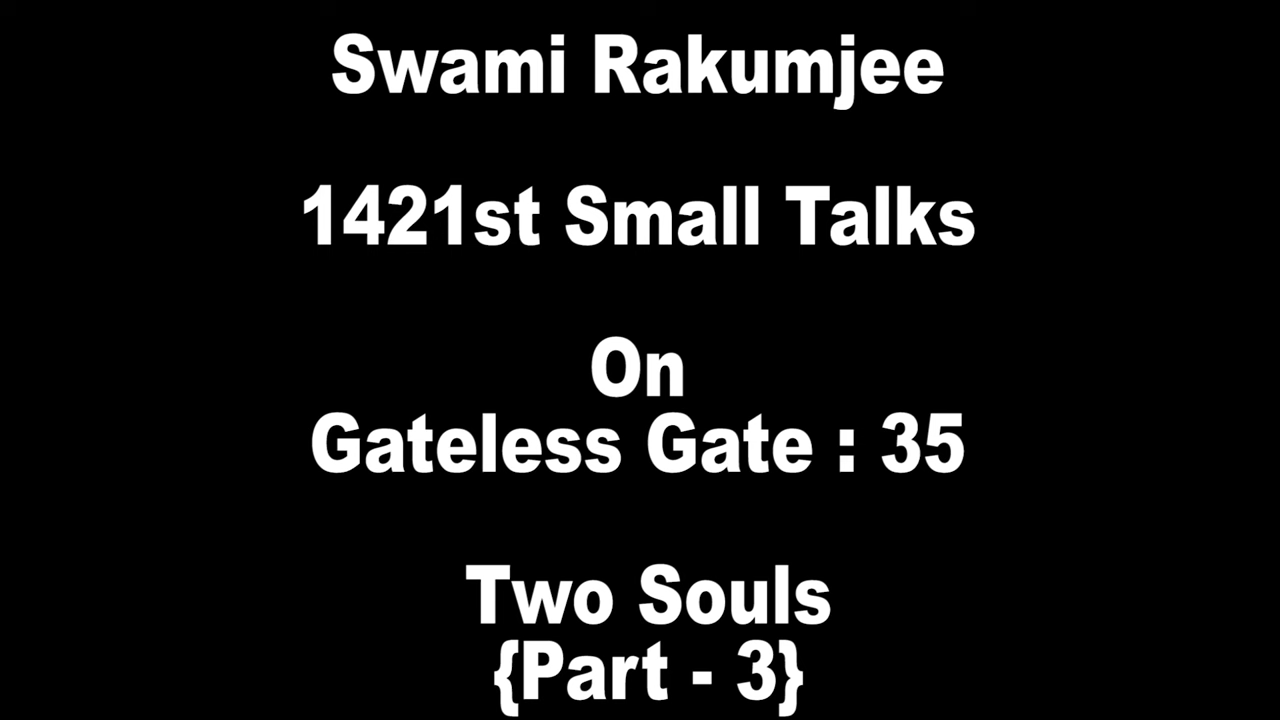 Swami Rakumjee
1421st Small Talks
On
Gateless Gate : 35
Two Souls
{Part - 3}